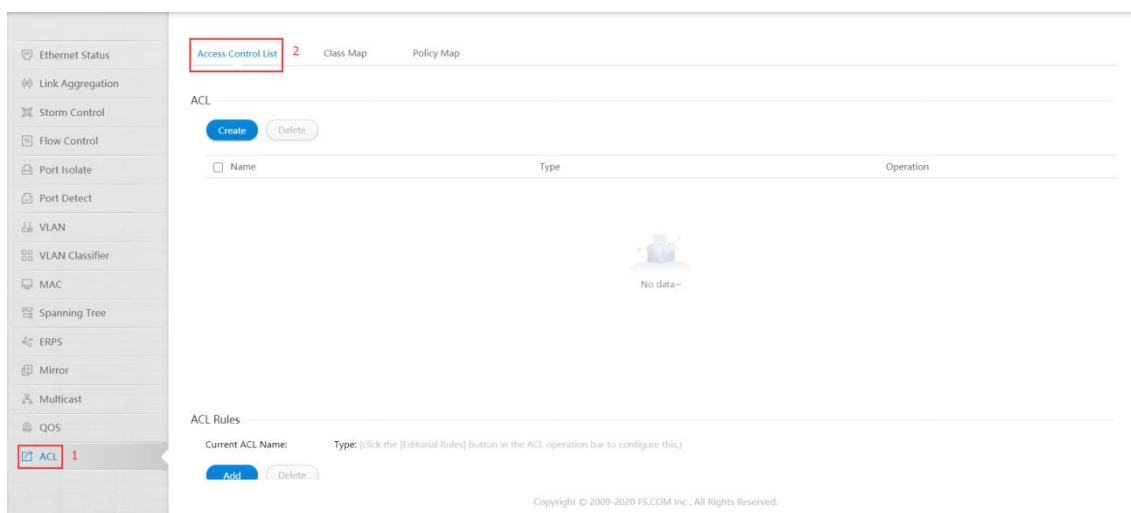 Ethernet Status
Link Aggregation
Storm Control
Flow Control
Port Isolate
Port Detect
VLAN
VLAN Classifier
MAC
Spanning Tree
ERPS
Mirror
Multicast
QOS
ACL 1
Access Control List 2 Class Map Policy Map
ACL
Create Delete
Name Type Operation
No data~
ACL Rules
Current ACL Name: Type: (click the [Editorial Rules] button in the ACL operation bar to configure this.)
Add Delete
Copyright © 2009-2020 FS.COM Inc . All Rights Reserved.